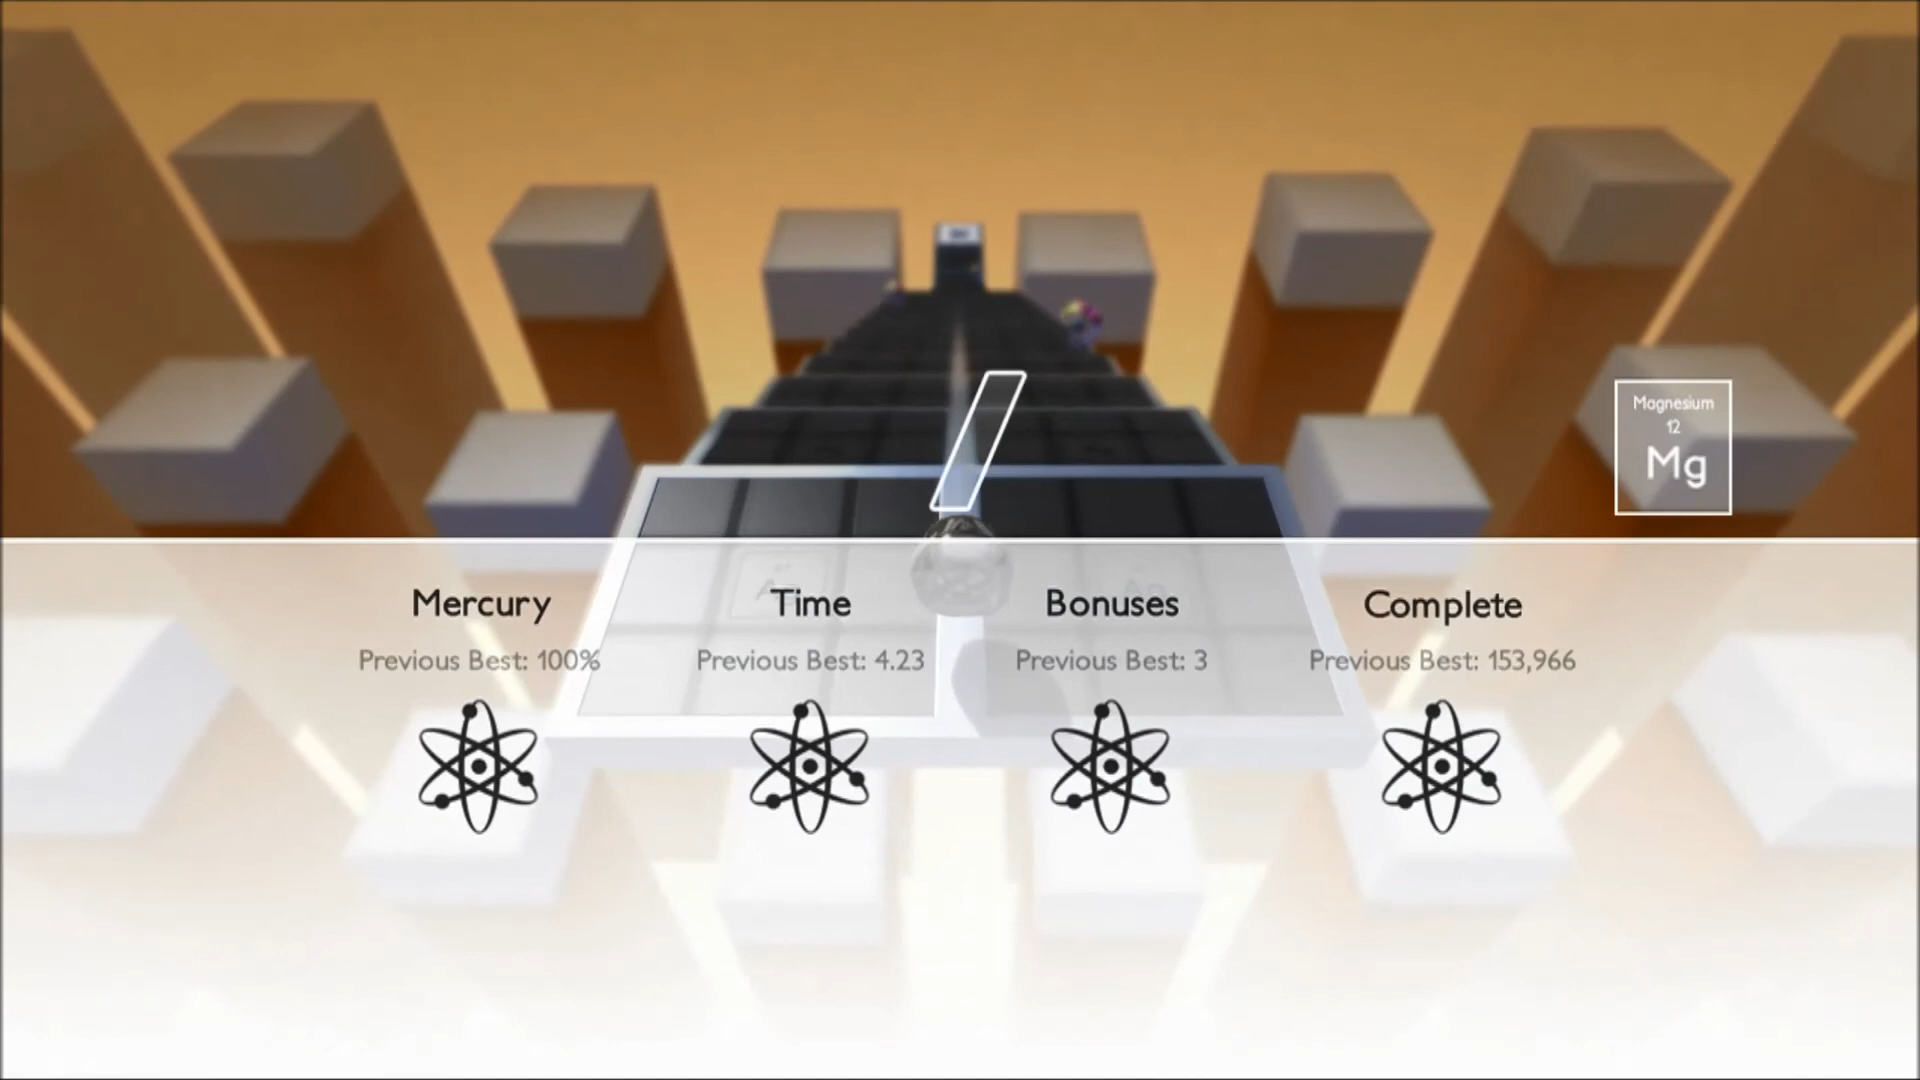 Magnesium
12
Mg
Mercury Time Bonuses Complete
Previous Best: 100% Previous Best: 4.23 Previous Best: 3 Previous Best: 153,966